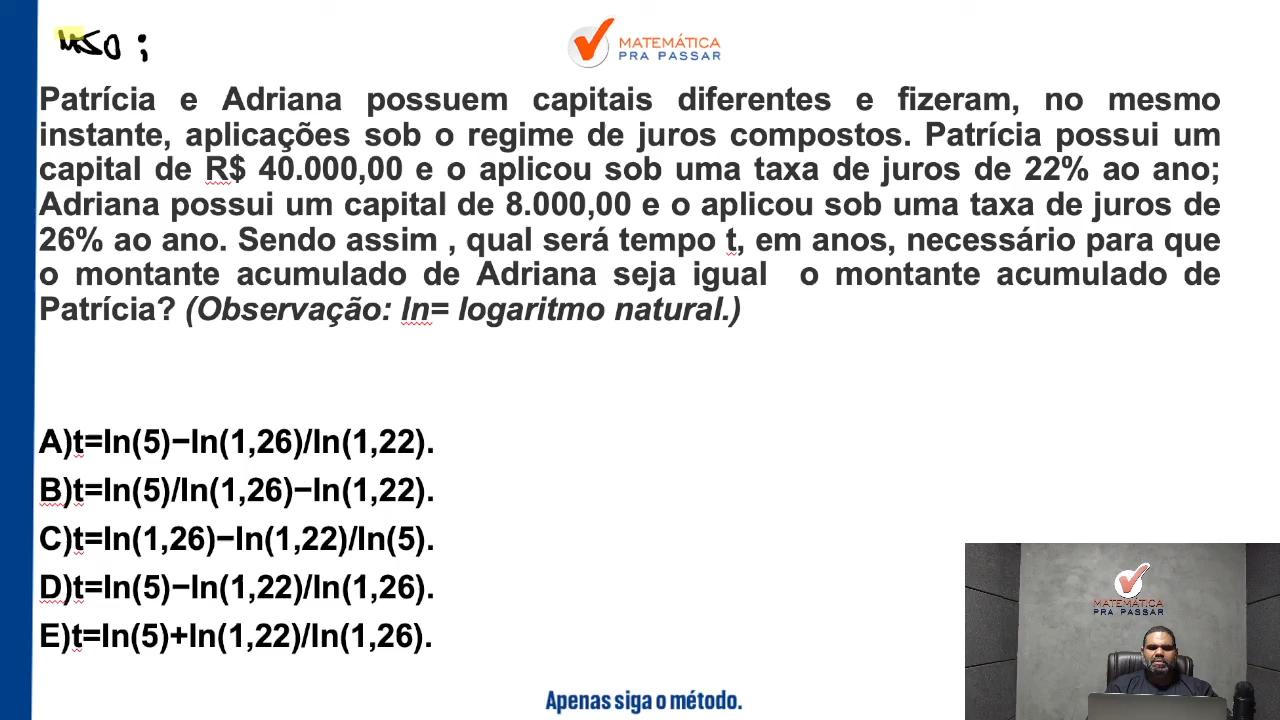 MATEMÁTICA
PRA PASSAR
Patrícia e Adriana possuem capitais diferentes e fizeram, no mesmo
instante, aplicações sob o regime de juros compostos. Patrícia possui um
capital de R$ 40.000,00 e o aplicou sob uma taxa de juros de 22% ao ano;
Adriana possui um capital de 8.000,00 e o aplicou sob uma taxa de juros de
26% ao ano. Sendo assim , qual será tempo t, em anos, necessário para que
o montante acumulado de Adriana seja igual o montante acumulado de
Patrícia? (Observação: ln= logaritmo natural.)
A)t=ln(5)−ln(1,26)/ln(1,22).
B)t=ln(5)/ln(1,26)−ln(1,22).
C)t=ln(1,26)−ln(1,22)/ln(5).
D)t=ln(5)−ln(1,22)/ln(1,26).
E)t=ln(5)+ln(1,22)/ln(1,26).
MATEMÁTICA
PRA PASSAR
Apenas siga o método.